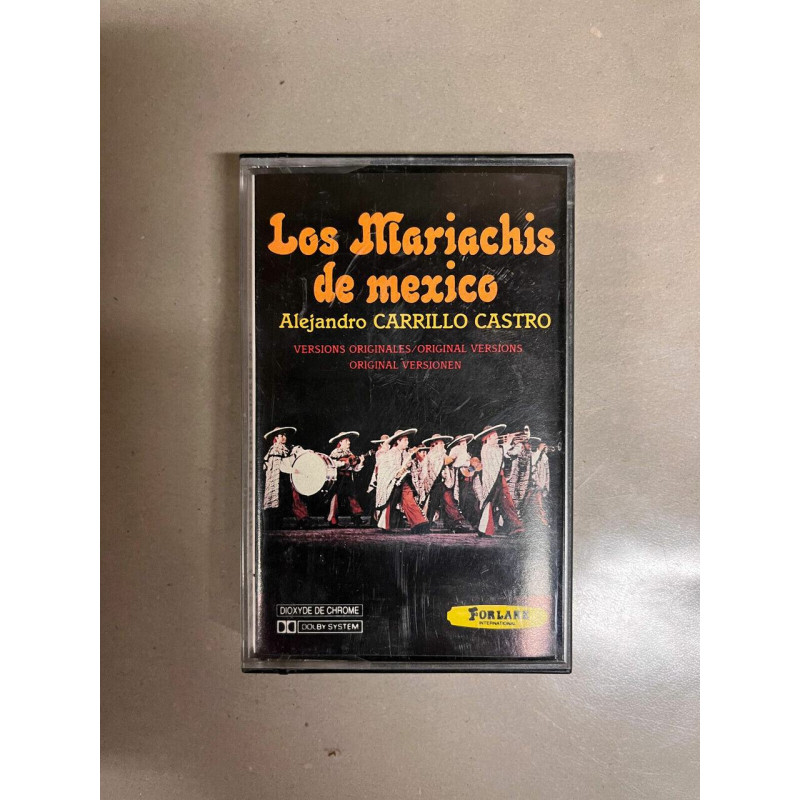 Los Mariachis
de mexico
Alejandro CARRILLO CASTRO
VERSIONS ORIGINALES/ORIGINAL VERSIONS
ORIGINAL VERSIONEN
DIOXYDE DE CHROME
DOLBY SYSTEM
FORLANE
INTERNATIONAL